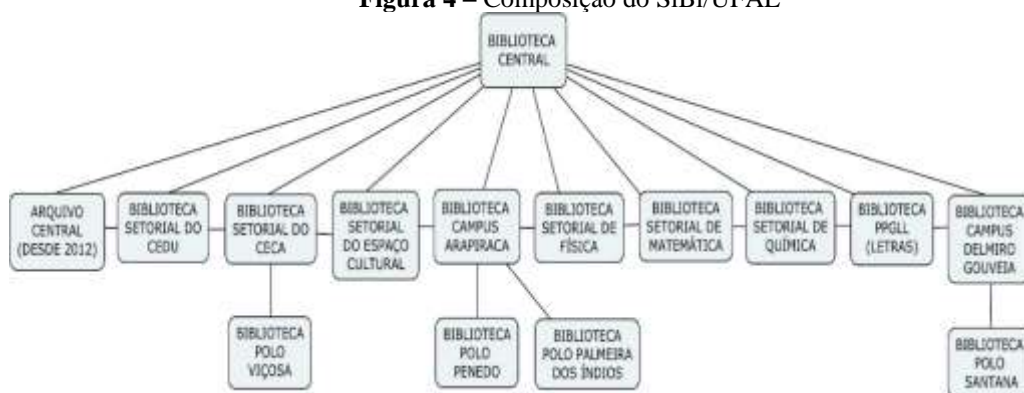 Figura 4 – Composição do SiBi/UFAL
BIBLIOTECA
CENTRAL
ARQUIVO
CENTRAL
(DESDE 2012)
BIBLIOTECA
SETORIAL DO
CEDU
BIBLIOTECA
SETORIAL DO
CECA
BIBLIOTECA
SETORIAL
DO ESPAÇO
CULTURAL
BIBLIOTECA
CAMPUS
ARAPIRACA
BIBLIOTECA
SETORIAL DE
FÍSICA
BIBLIOTECA
SETORIAL DE
MATEMÁTICA
BIBLIOTECA
SETORIAL DE
QUÍMICA
BIBLIOTECA
PPGLL
(LETRAS)
BIBLIOTECA
CAMPUS
DELMIRO
GOUVEIA
BIBLIOTECA
POLO
VIÇOSA
BIBLIOTECA
POLO
PENEDO
BIBLIOTECA
POLO PALMEIRA
DOS ÍNDIOS
BIBLIOTECA
POLO
SANTANA